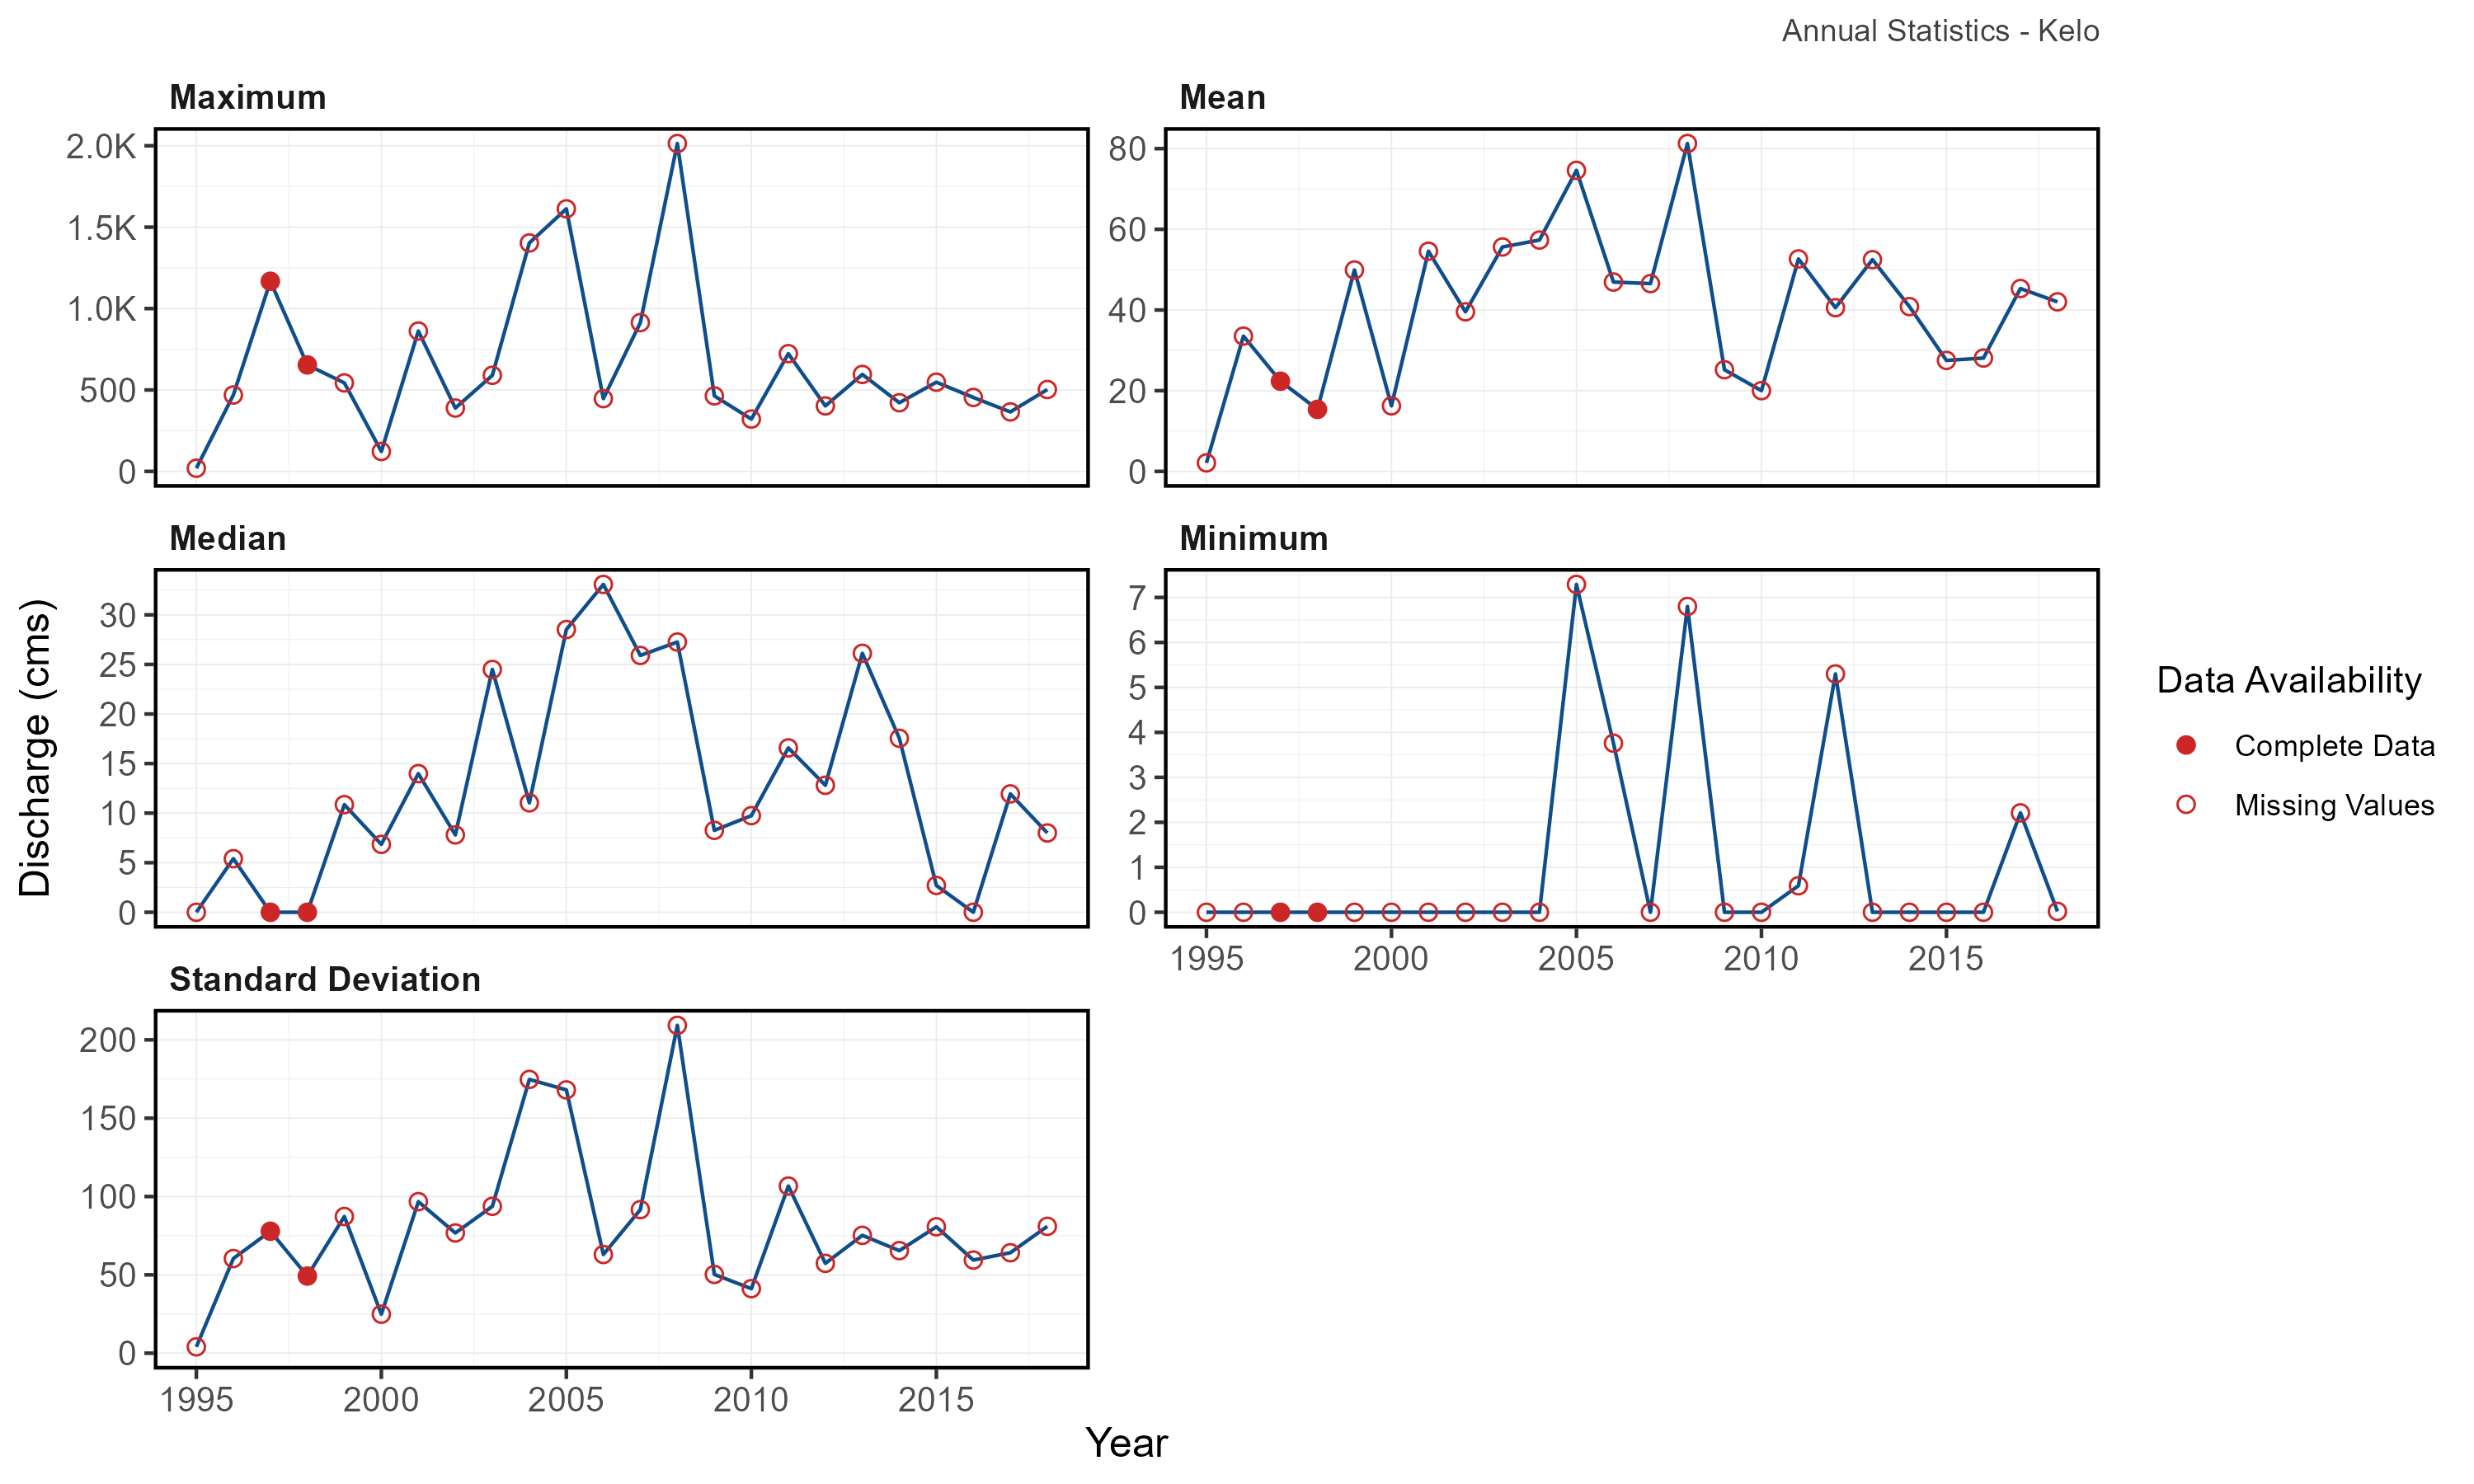 Annual Statistics - Kelo
Maximum
2.0K
1.5K
1.0K
500
0
Mean
80
60
40
20
0
Median
30
25
20
15
10
5
0
Minimum
7
6
5
4
3
2
1
0
1995 2000 2005 2010 2015
Standard Deviation
200
150
100
50
0
1995 2000 2005 2010 2015
Year
Discharge (cms)
Data Availability
Complete Data
Missing Values